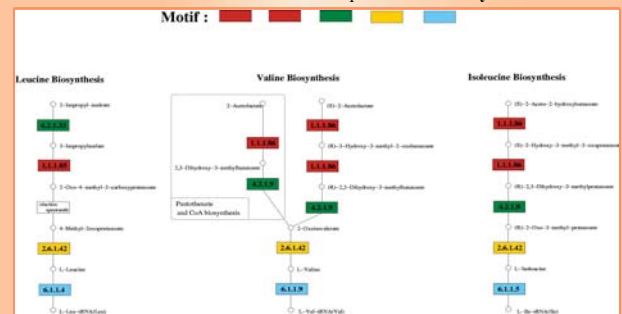 Motif :
Leucine Biosynthesis
Valine Biosynthesis
Isoleucine Biosynthesis
2-Isopropyl-malate
4.2.1.33
3-Isopropylmalate
1.1.1.85
2-Oxo-4-methyl-3-carboxypentanoate
4-Methyl-2-oxopentanoate
2.6.1.42
L-Leucine
6.1.1.4
L-Leu-tRNA(Leu)
2-Acetolactate
1.1.1.86
2,3-Dihydroxy-3-methylbutanoate
4.2.1.9
Pantothenate
and CoA biosynthesis
(S)-2-Acetolactate
1.1.1.86
(R)-3-Hydroxy-3-methyl-2-oxobutanoate
1.1.1.86
(R)-2,3-Dihydroxy-3-methylbutanoate
4.2.1.9
2-Oxoisovalerate
2.6.1.42
L-Valine
6.1.1.9
L-Val-tRNA(Val)
(S)-2-Aceto-2-hydroxybutanoate
1.1.1.86
1.1.1.86
(R)-2,3-Dihydroxy-3-methylpentanoate
4.2.1.9
(R)-2-Oxo-3-methyl-pentanoate
2.6.1.42
L-Isoleucine
6.1.1.5
L-Ile-tRNA(Ile)